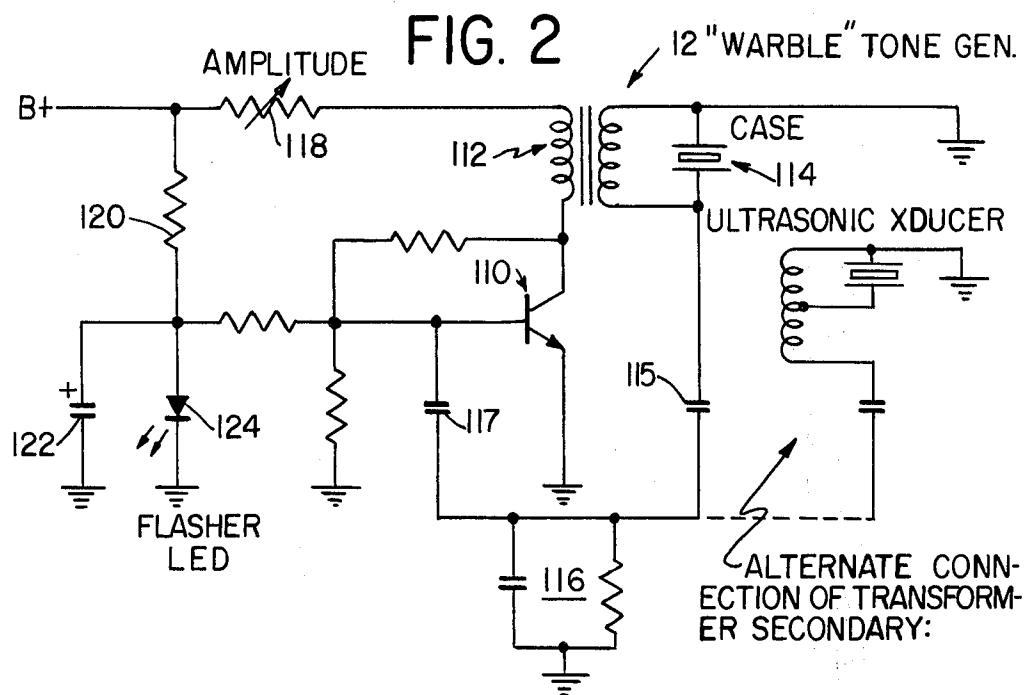 FIG. 2
12 "WARBLE" TONE GEN.
AMPLITUDE
B+
118
112
CASE
114
120
ULTRASONIC XDUCER
110
115
+
122
124
117
FLASHER
LED
116
ALTERNATE CONN-
ECTION OF TRANSFORM-
ER SECONDARY: